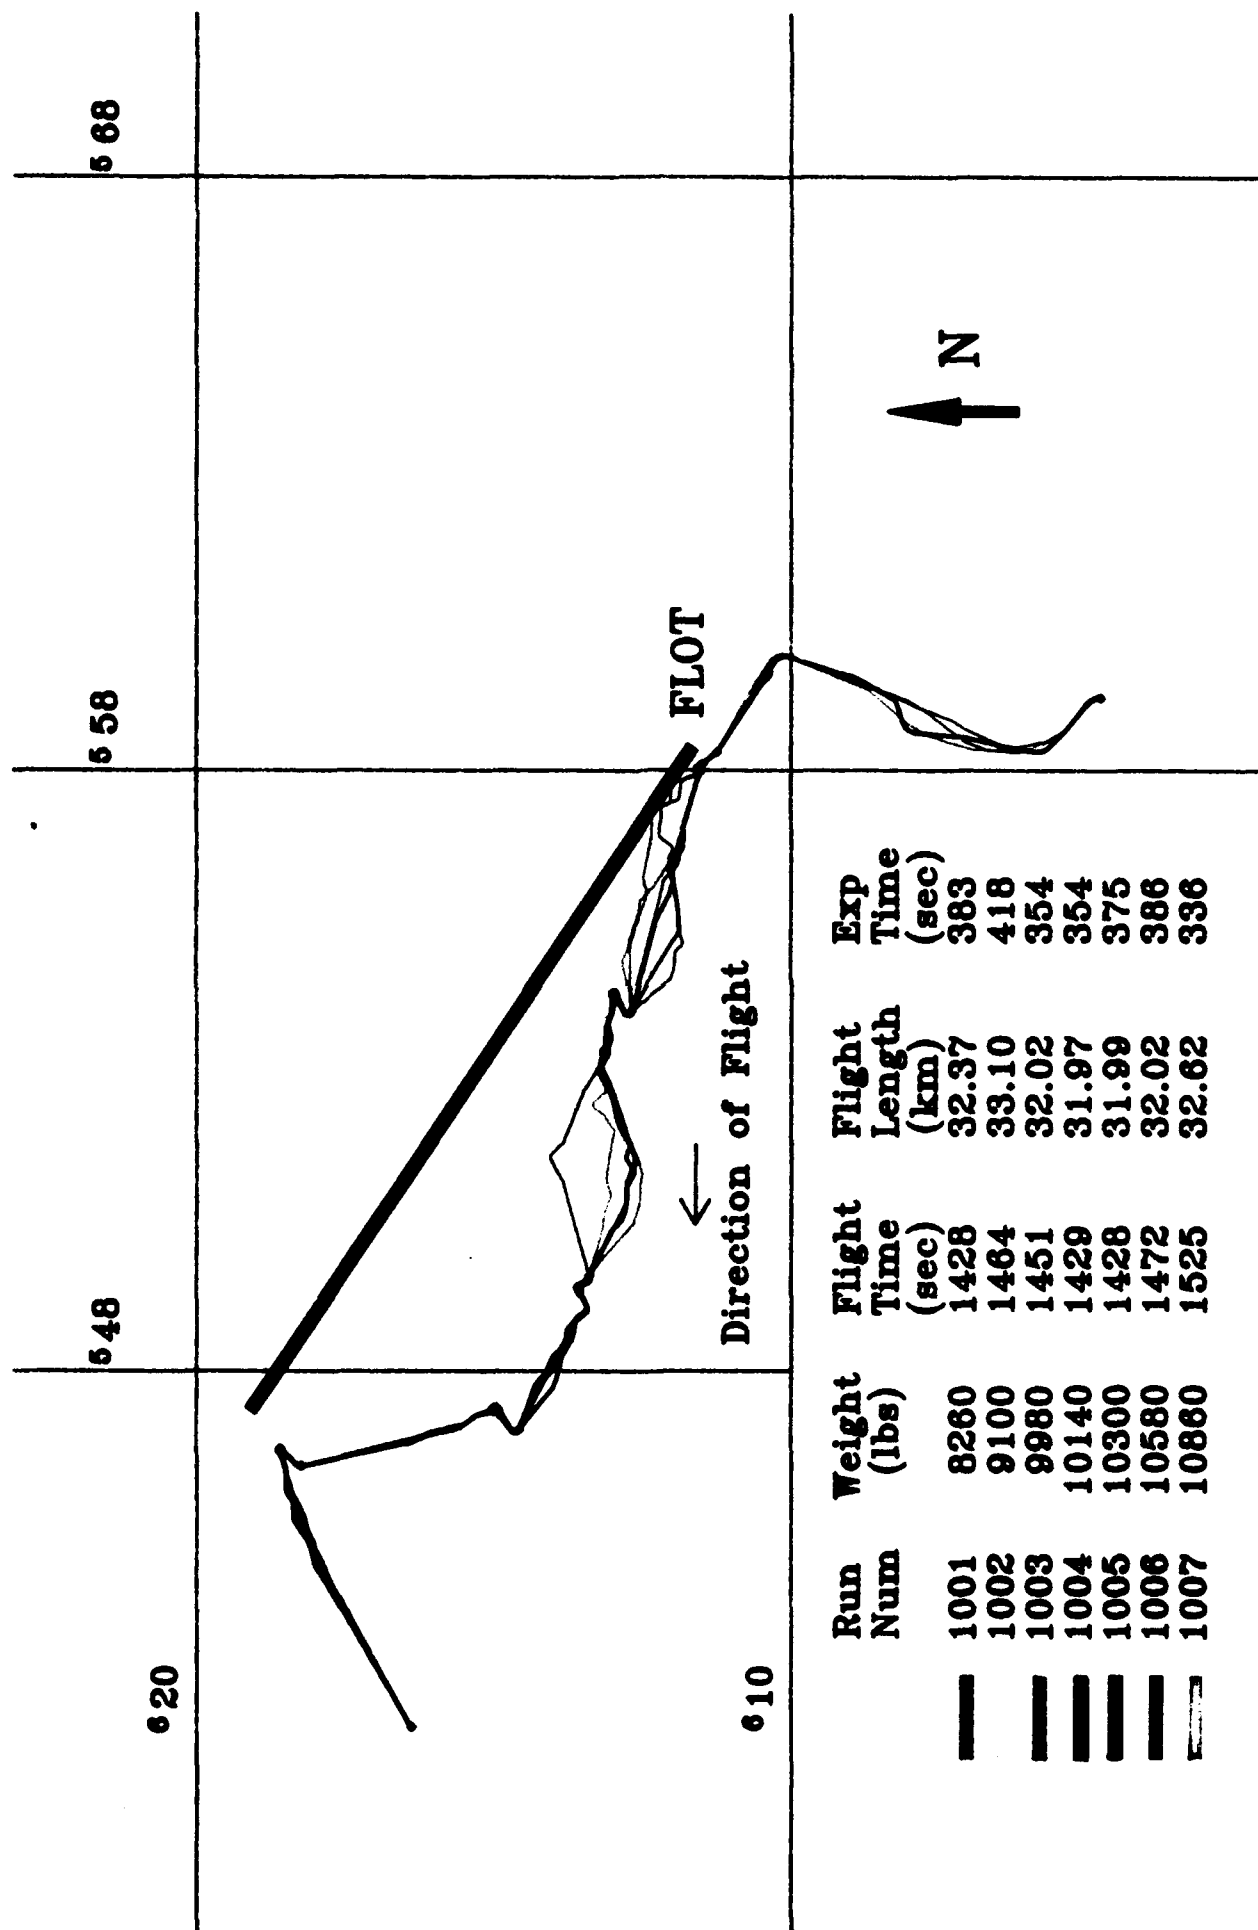 6 20
5 48
5 58
5 68
FLOT
N
Direction of Flight
6 10
Run Weight Flight Flight Exp
Num (lbs) Time Length Time
(sec) (km) (sec)
1001 8260 1428 32.37 383
1002 9100 1464 33.10 418
1003 9980 1451 32.02 354
1004 10140 1429 31.97 354
1005 10300 1428 31.99 375
1006 10580 1472 32.02 386
1007 10860 1525 32.62 336